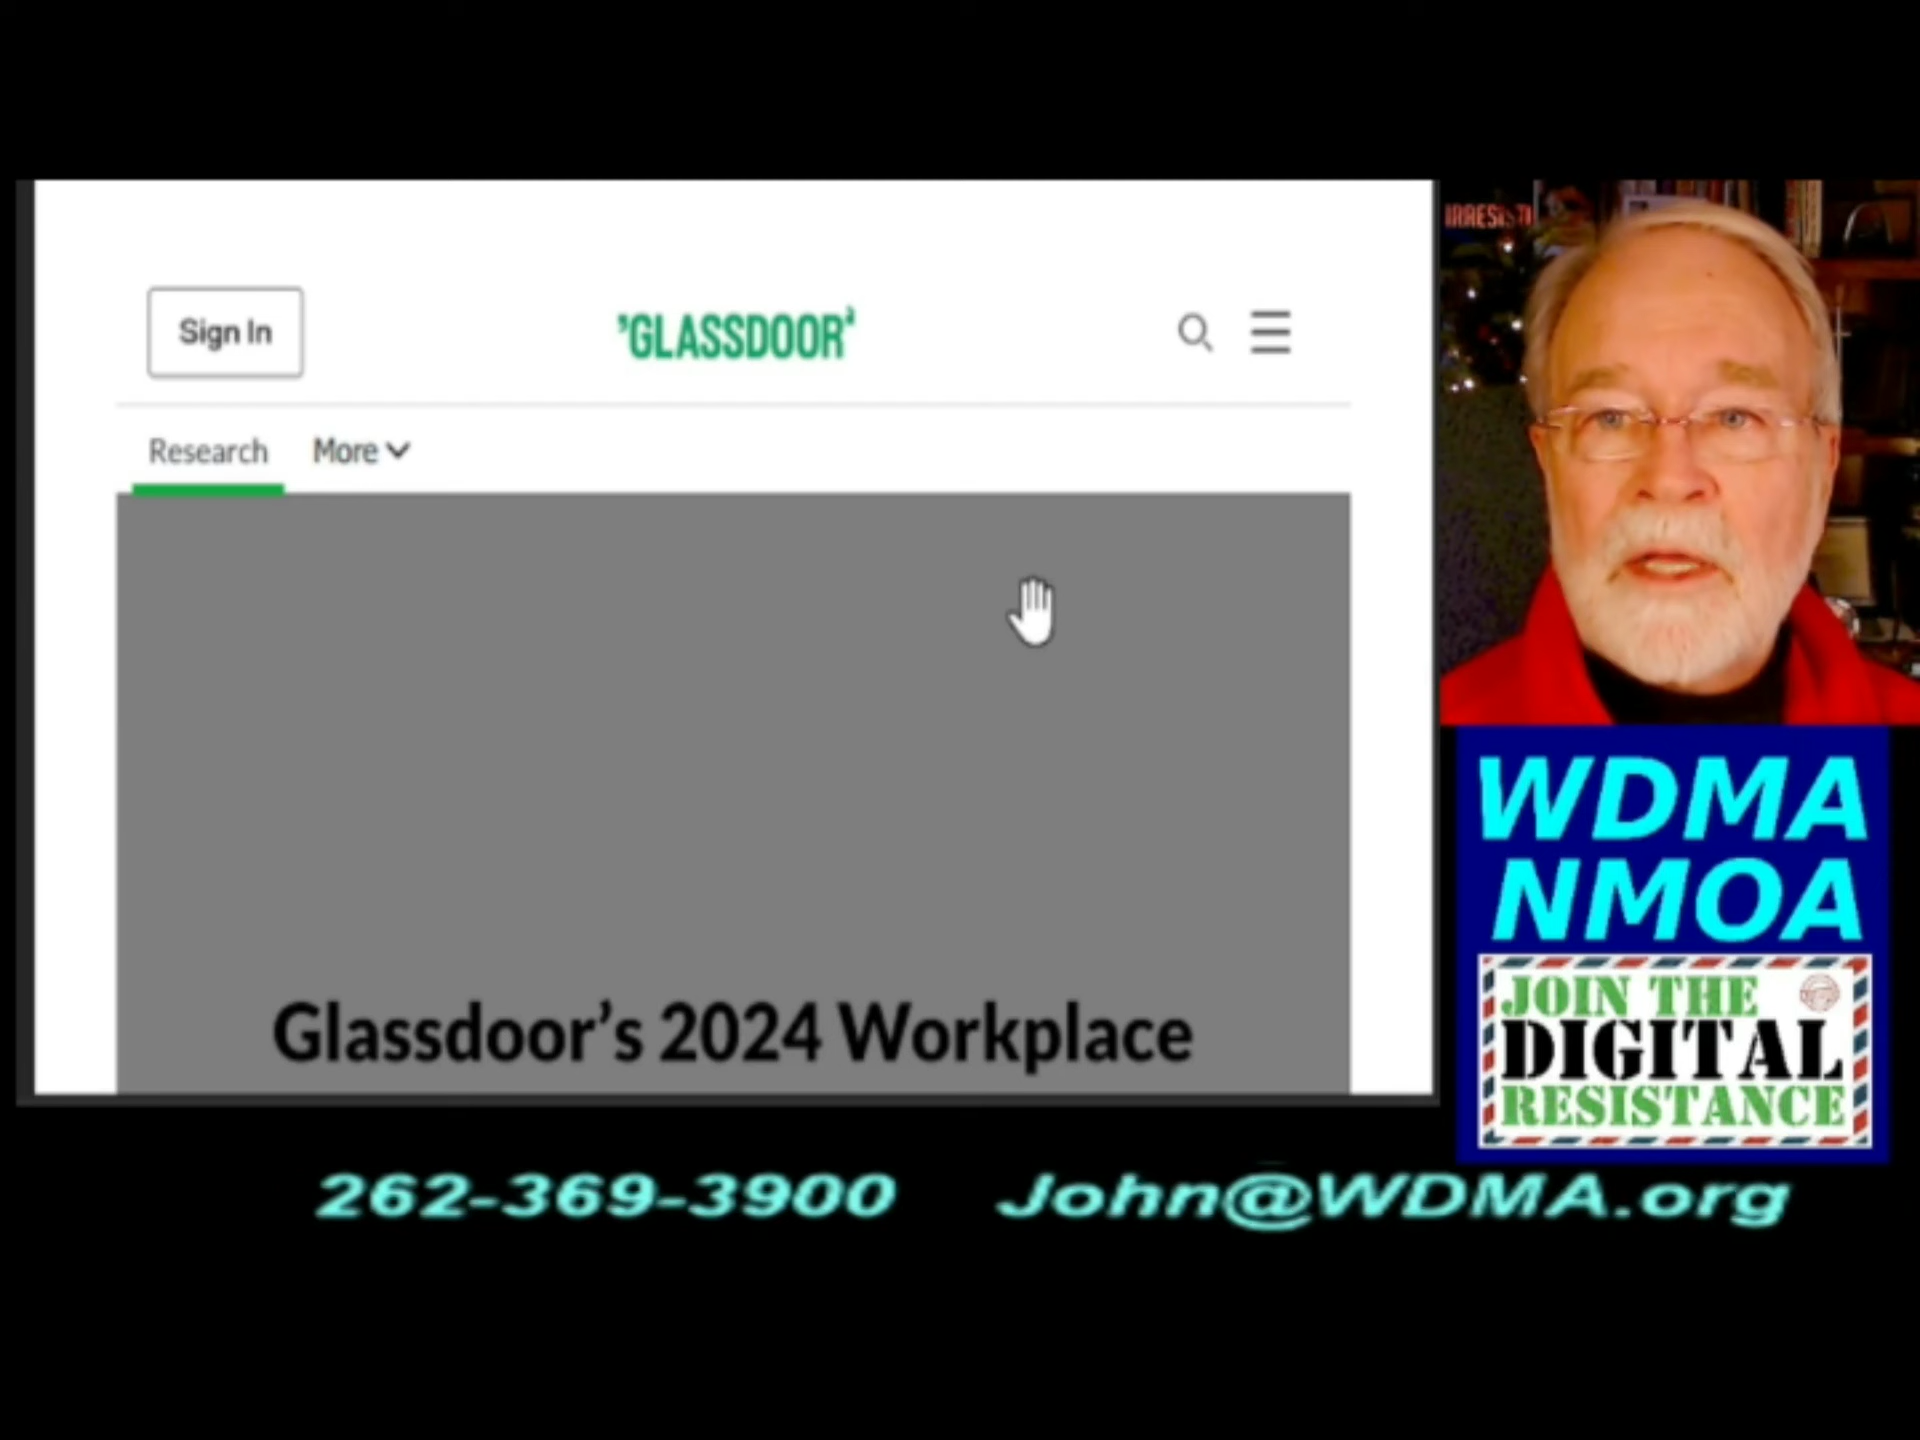 Sign In
’GLASSDOOR’
Research
More
Glassdoor’s 2024 Workplace
WDMA
NMOA
JOIN THE
DIGITAL
RESISTANCE
262-369-3900
John@WDMA.org